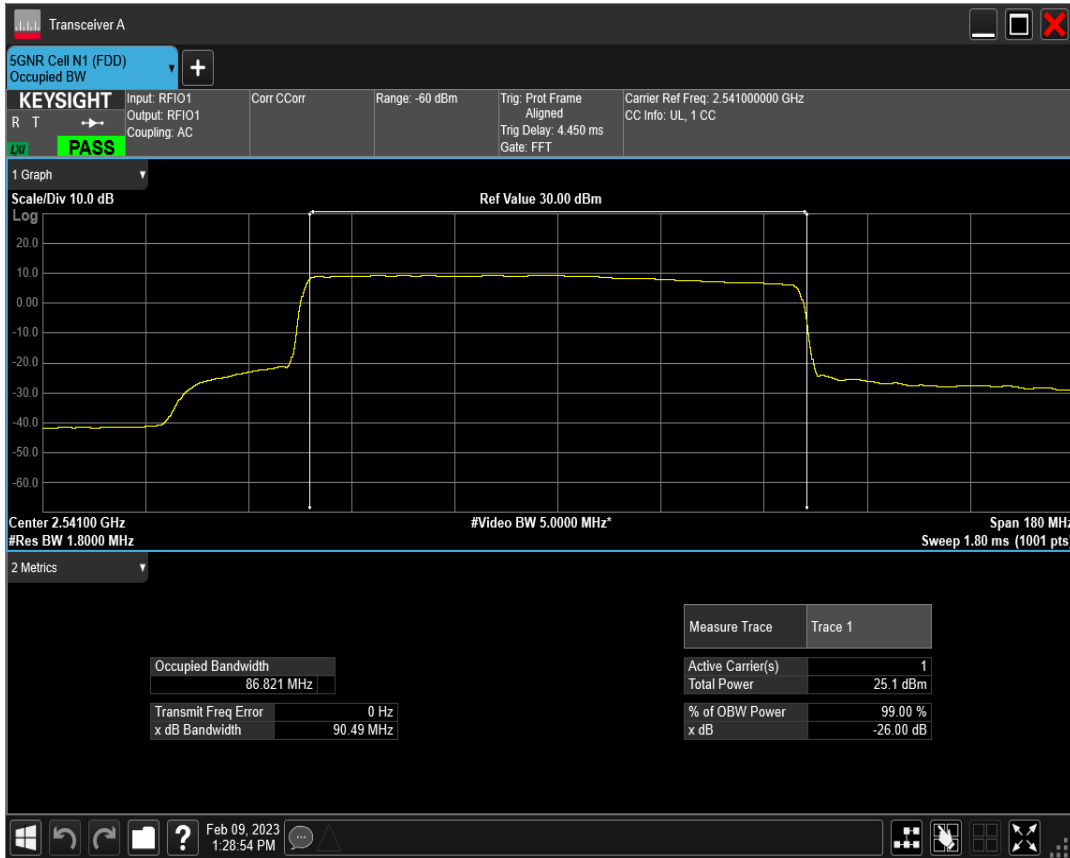 Transceiver A
5GNR Cell N1 (FDD)
Occupied BW
+
KEYSIGHT
R T
LXI
PASS
Input: RFIO1
Output: RFIO1
Coupling: AC
Corr CCorr
Range: -60 dBm
Trig: Prot Frame
Aligned
Trig Delay: 4.450 ms
Gate: FFT
Carrier Ref Freq: 2.541000000 GHz
CC Info: UL, 1 CC
1 Graph
Scale/Div 10.0 dB Ref Value 30.00 dBm
Log
20.0
10.0
0.00
-10.0
-20.0
-30.0
-40.0
-50.0
-60.0
Center 2.54100 GHz #Video BW 5.0000 MHz* Span 180 MHz
#Res BW 1.8000 MHz Sweep 1.80 ms (1001 pts)
2 Metrics
Measure Trace Trace 1
Occupied Bandwidth
86.821 MHz
Active Carrier(s) 1
Total Power 25.1 dBm
Transmit Freq Error 0 Hz
x dB Bandwidth 90.49 MHz
% of OBW Power 99.00 %
x dB -26.00 dB
?
Feb 09, 2023
1:28:54 PM